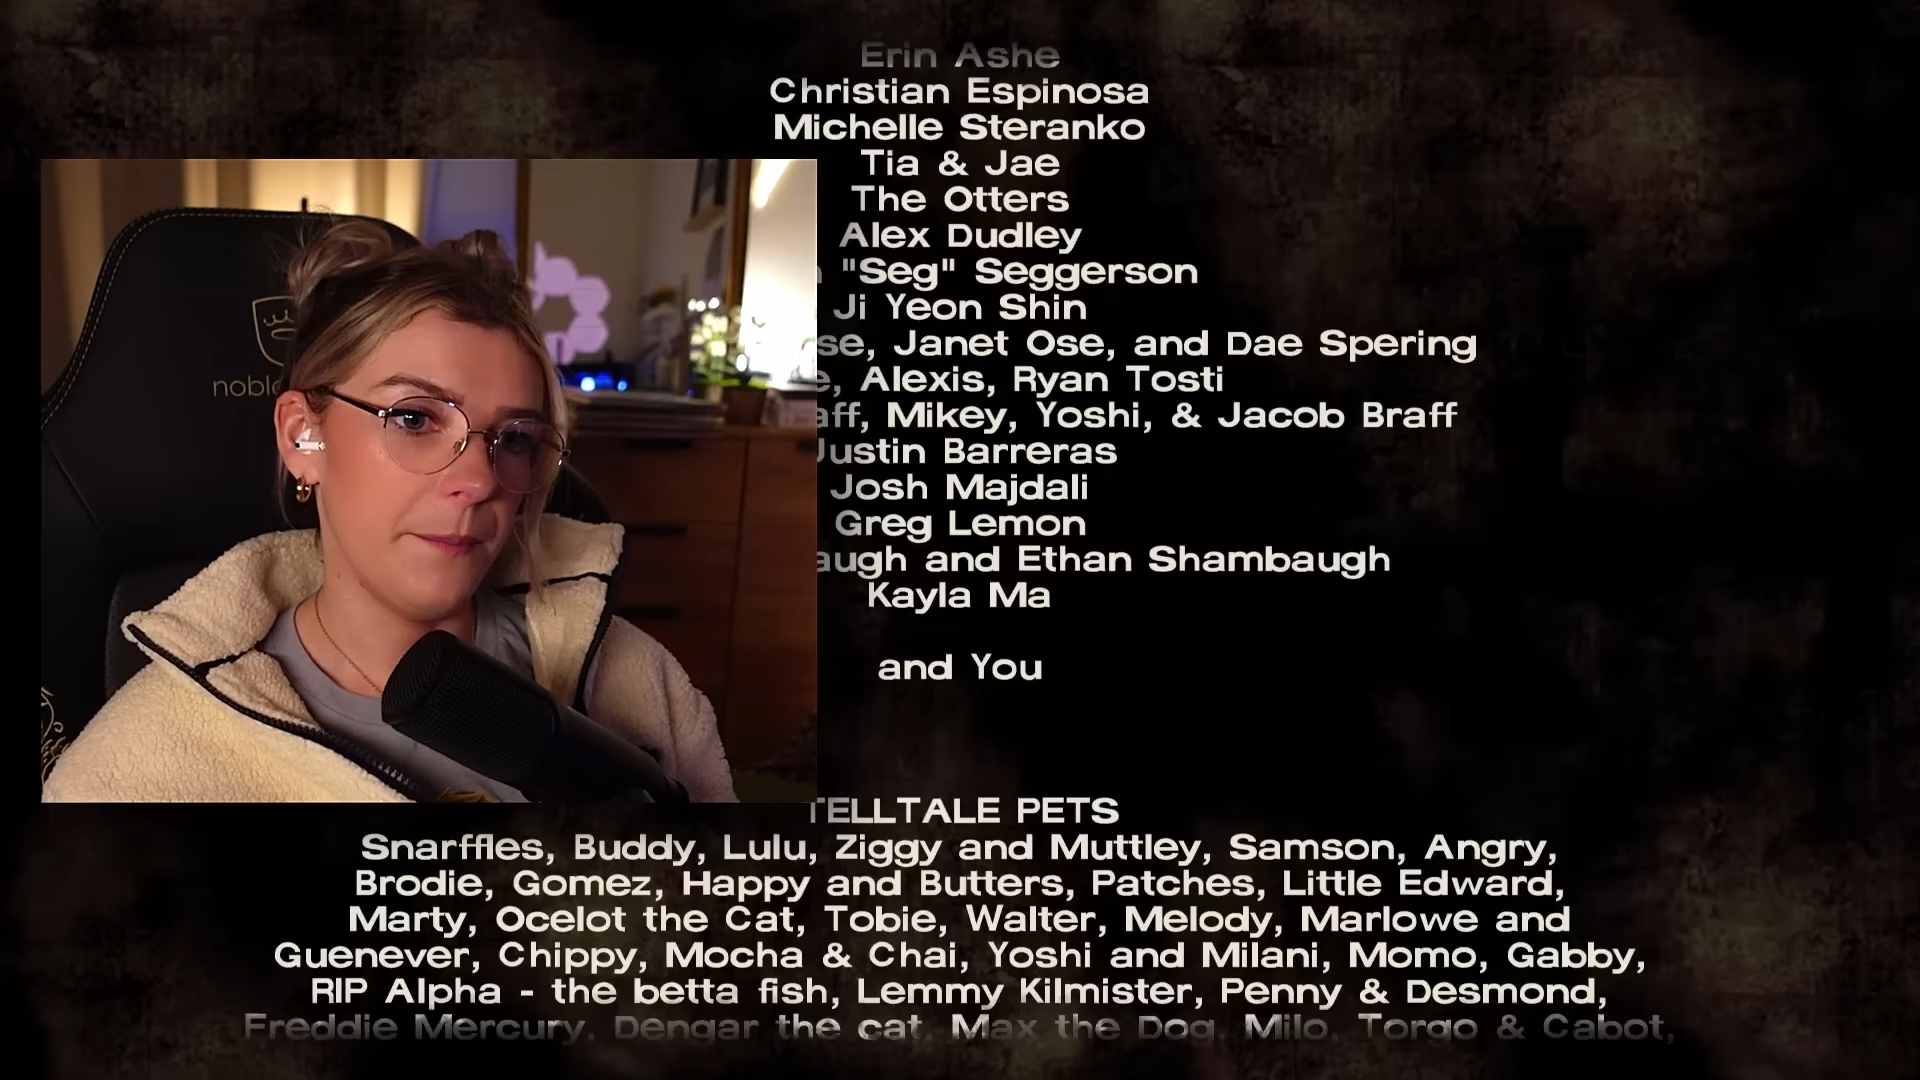 Erin Ashe
Christian Espinosa
Michelle Steranko
Tia & Jae
The Otters
Alex Dudley
"Seg" Seggerson
Ji Yeon Shin
Janet Ose, and Dae Spering
Alexis, Ryan Tosti
Mikey, Yoshi, & Jacob Braff
Justin Barreras
Josh Majdali
Greg Lemon
and Ethan Shambaugh
Kayla Ma
and You
TELLTALE PETS
Snarffles, Buddy, Lulu, Ziggy and Muttley, Samson, Angry,
Brodie, Gomez, Happy and Butters, Patches, Little Edward,
Marty, Ocelot the Cat, Tobie, Walter, Melody, Marlowe and
Guenever, Chippy, Mocha & Chai, Yoshi and Milani, Momo, Gabby,
RIP Alpha - the betta fish, Lemmy Kilmister, Penny & Desmond,
Freddie Mercury, Dengar the cat, Max the Dog, Milo, Torgo & Cabot,